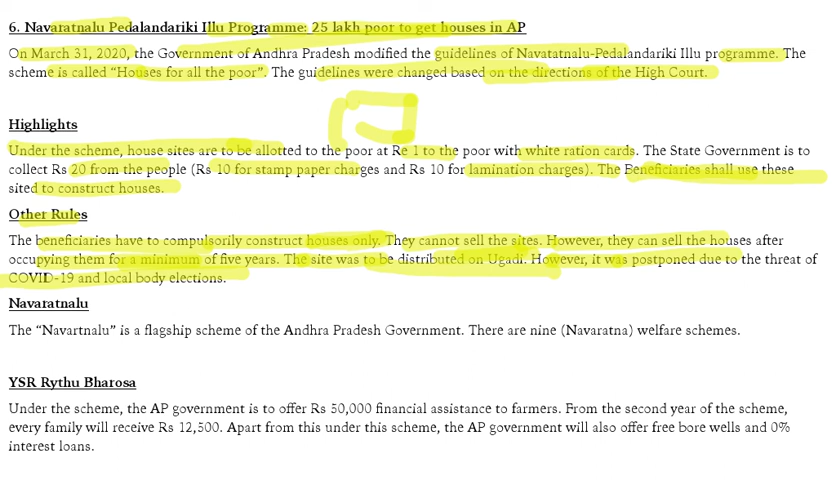 6. Navaratnalu Pedalandariki Illu Programme: 25 lakh poor to get houses in AP
On March 31, 2020, the Government of Andhra Pradesh modified the guidelines of Navatatnalu-Pedalandariki Illu programme. The
scheme is called “Houses for all the poor”. The guidelines were changed based on the directions of the High Court.
Highlights
Under the scheme, house sites are to be allotted to the poor at Re 1 to the poor with white ration cards. The State Government is to
collect Rs 20 from the people (Rs 10 for stamp paper charges and Rs 10 for lamination charges). The Beneficiaries shall use these
sited to construct houses.
Other Rules
The beneficiaries have to compulsorily construct houses only. They cannot sell the sites. However, they can sell the houses after
occupying them for a minimum of five years. The site was to be distributed on Ugadi. However, it was postponed due to the threat of
COVID-19 and local body elections.
Navaratnalu
The “Navartnalu” is a flagship scheme of the Andhra Pradesh Government. There are nine (Navaratna) welfare schemes.
YSR Rythu Bharosa
Under the scheme, the AP government is to offer Rs 50,000 financial assistance to farmers. From the second year of the scheme,
every family will receive Rs 12,500. Apart from this under this scheme, the AP government will also offer free bore wells and 0%
interest loans.